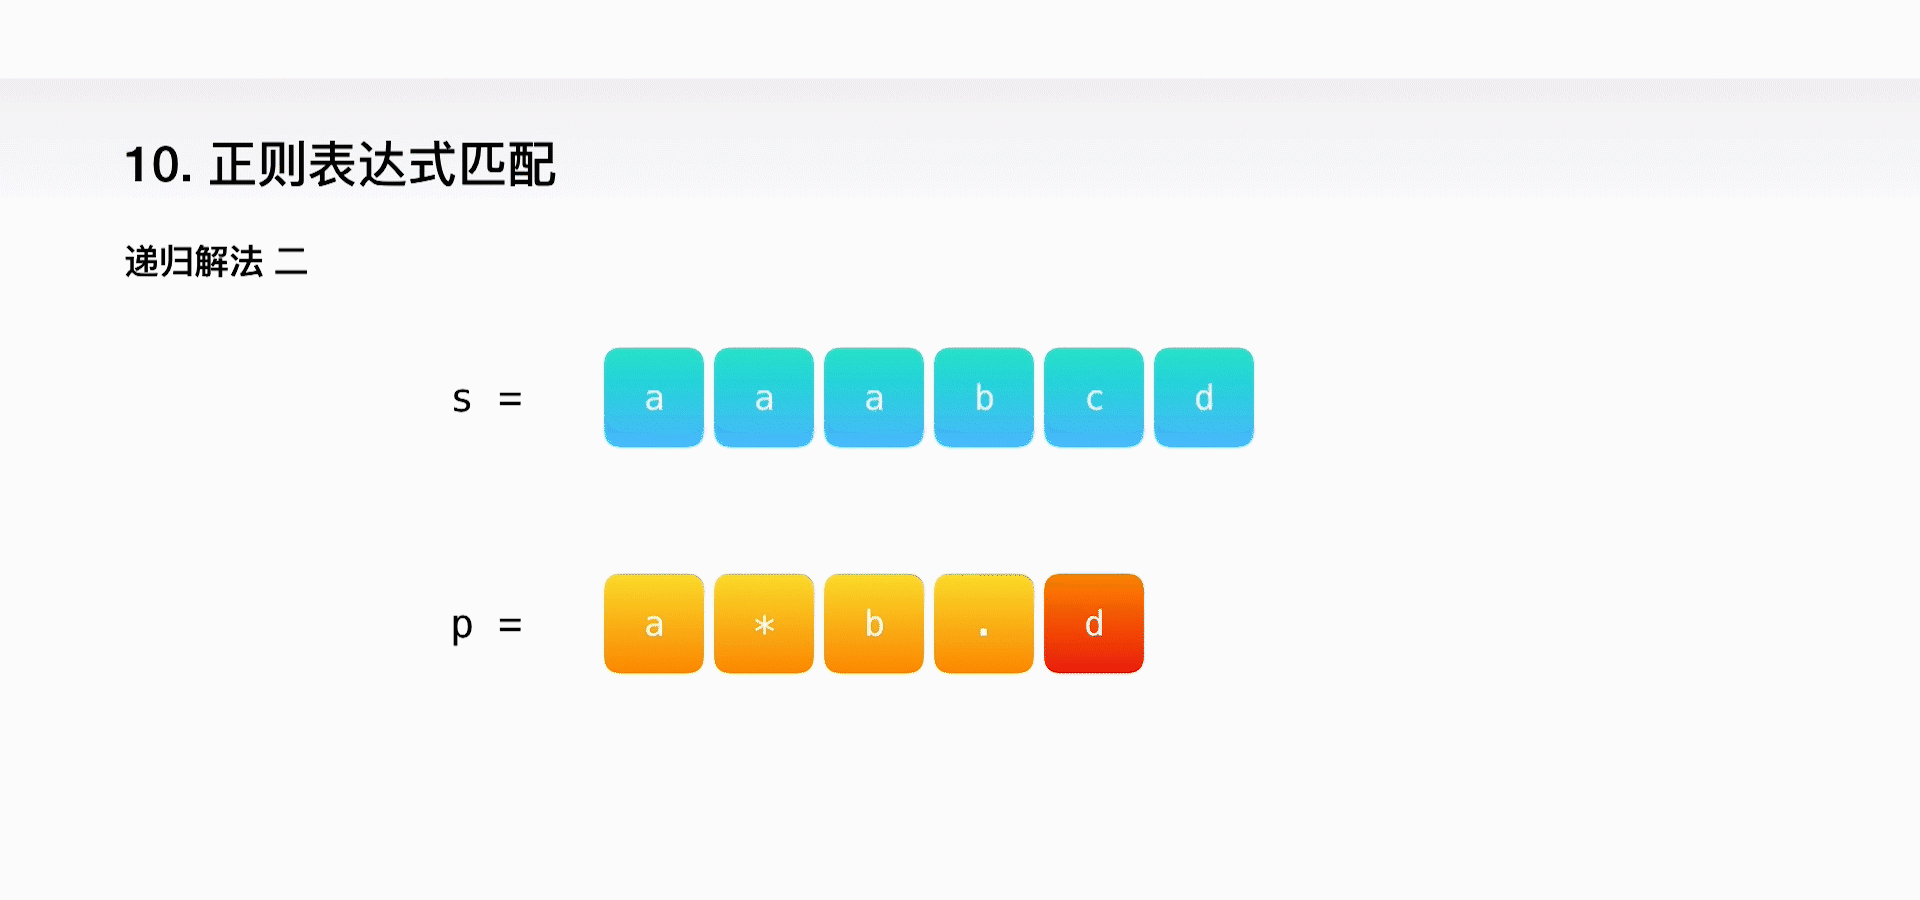 10. 正则表达式匹配
递归解法 二
s = a a a b c d
p = a * b . d